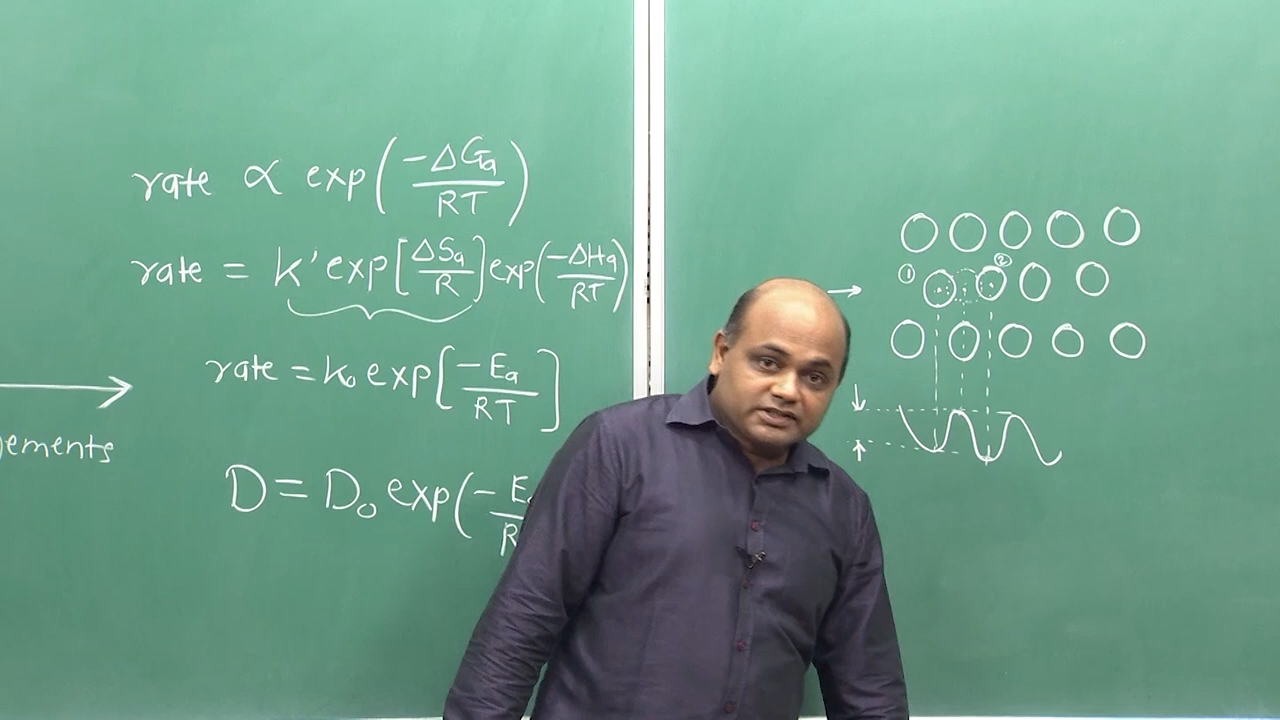 rate ∝ exp(-ΔGa/RT)
rate = k' exp[ΔSa/R] exp(-ΔHa/RT)
rate = k₀ exp[-Ea/RT]
ements
D = D₀ exp(-E
R
① ②